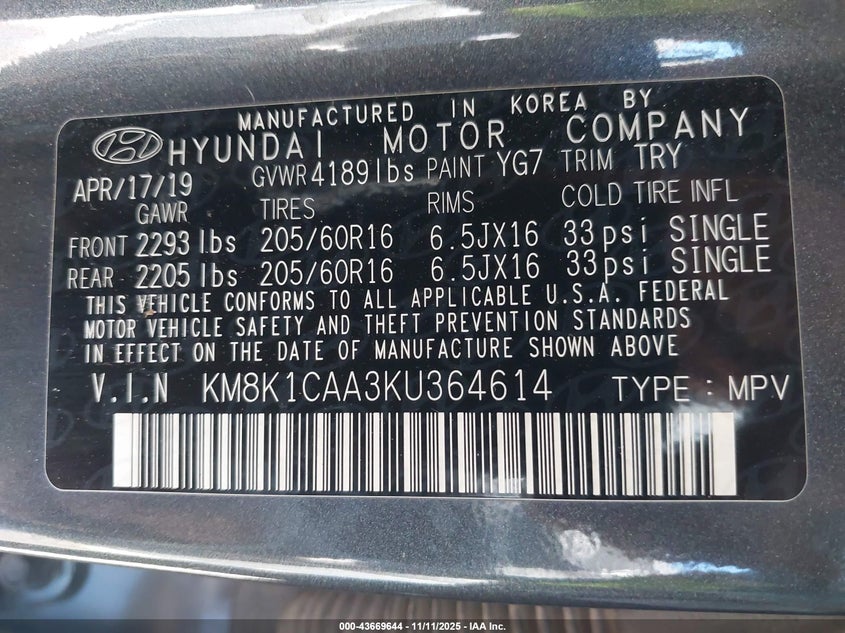 MANUFACTURED IN KOREA BY
HYUNDAI MOTOR COMPANY
APR/17/19 GVWR 4189lbs PAINT YG7 TRIM TRY
GAWR TIRES RIMS COLD TIRE INFL
FRONT 2293 lbs 205/60R16 6.5JX16 33psi SINGLE
REAR 2205 lbs 205/60R16 6.5JX16 33psi SINGLE
THIS VEHICLE CONFORMS TO ALL APPLICABLE U.S.A. FEDERAL
MOTOR VEHICLE SAFETY AND THEFT PREVENTION STANDARDS
IN EFFECT ON THE DATE OF MANUFACTURE SHOWN ABOVE
V.I.N KM8K1CAA3KU364614 TYPE : MPV
000-43669644 - 11/11/2025 - IAA Inc.